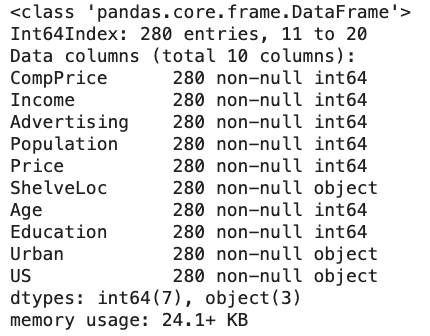 <class 'pandas.core.frame.DataFrame'>
Int64Index: 280 entries, 11 to 20
Data columns (total 10 columns):
CompPrice      280 non-null int64
Income         280 non-null int64
Advertising    280 non-null int64
Population     280 non-null int64
Price          280 non-null int64
ShelveLoc      280 non-null object
Age            280 non-null int64
Education      280 non-null int64
Urban          280 non-null object
US             280 non-null object
dtypes: int64(7), object(3)
memory usage: 24.1+ KB